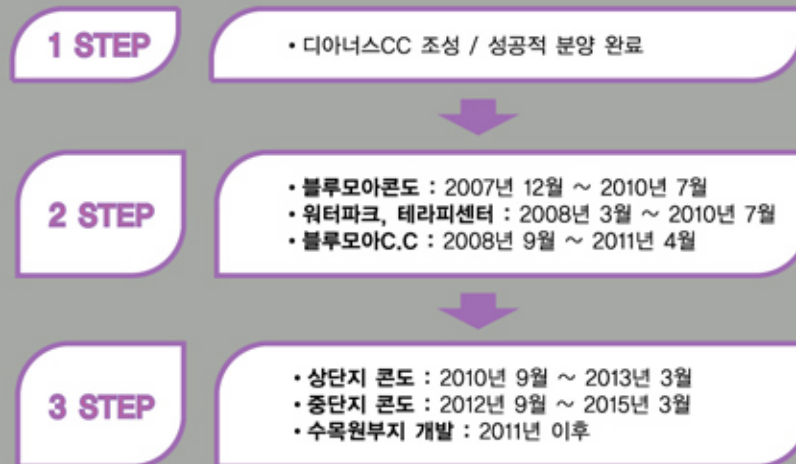 1 STEP
• 디아너스CC 조성 / 성공적 분양 완료
2 STEP
• 블루모아콘도 : 2007년 12월 ~ 2010년 7월
• 워터파크, 테라피센터 : 2008년 3월 ~ 2010년 7월
• 블루모아C.C : 2008년 9월 ~ 2011년 4월
3 STEP
• 상단지 콘도 : 2010년 9월 ~ 2013년 3월
• 중단지 콘도 : 2012년 9월 ~ 2015년 3월
• 수목원부지 개발 : 2011년 이후